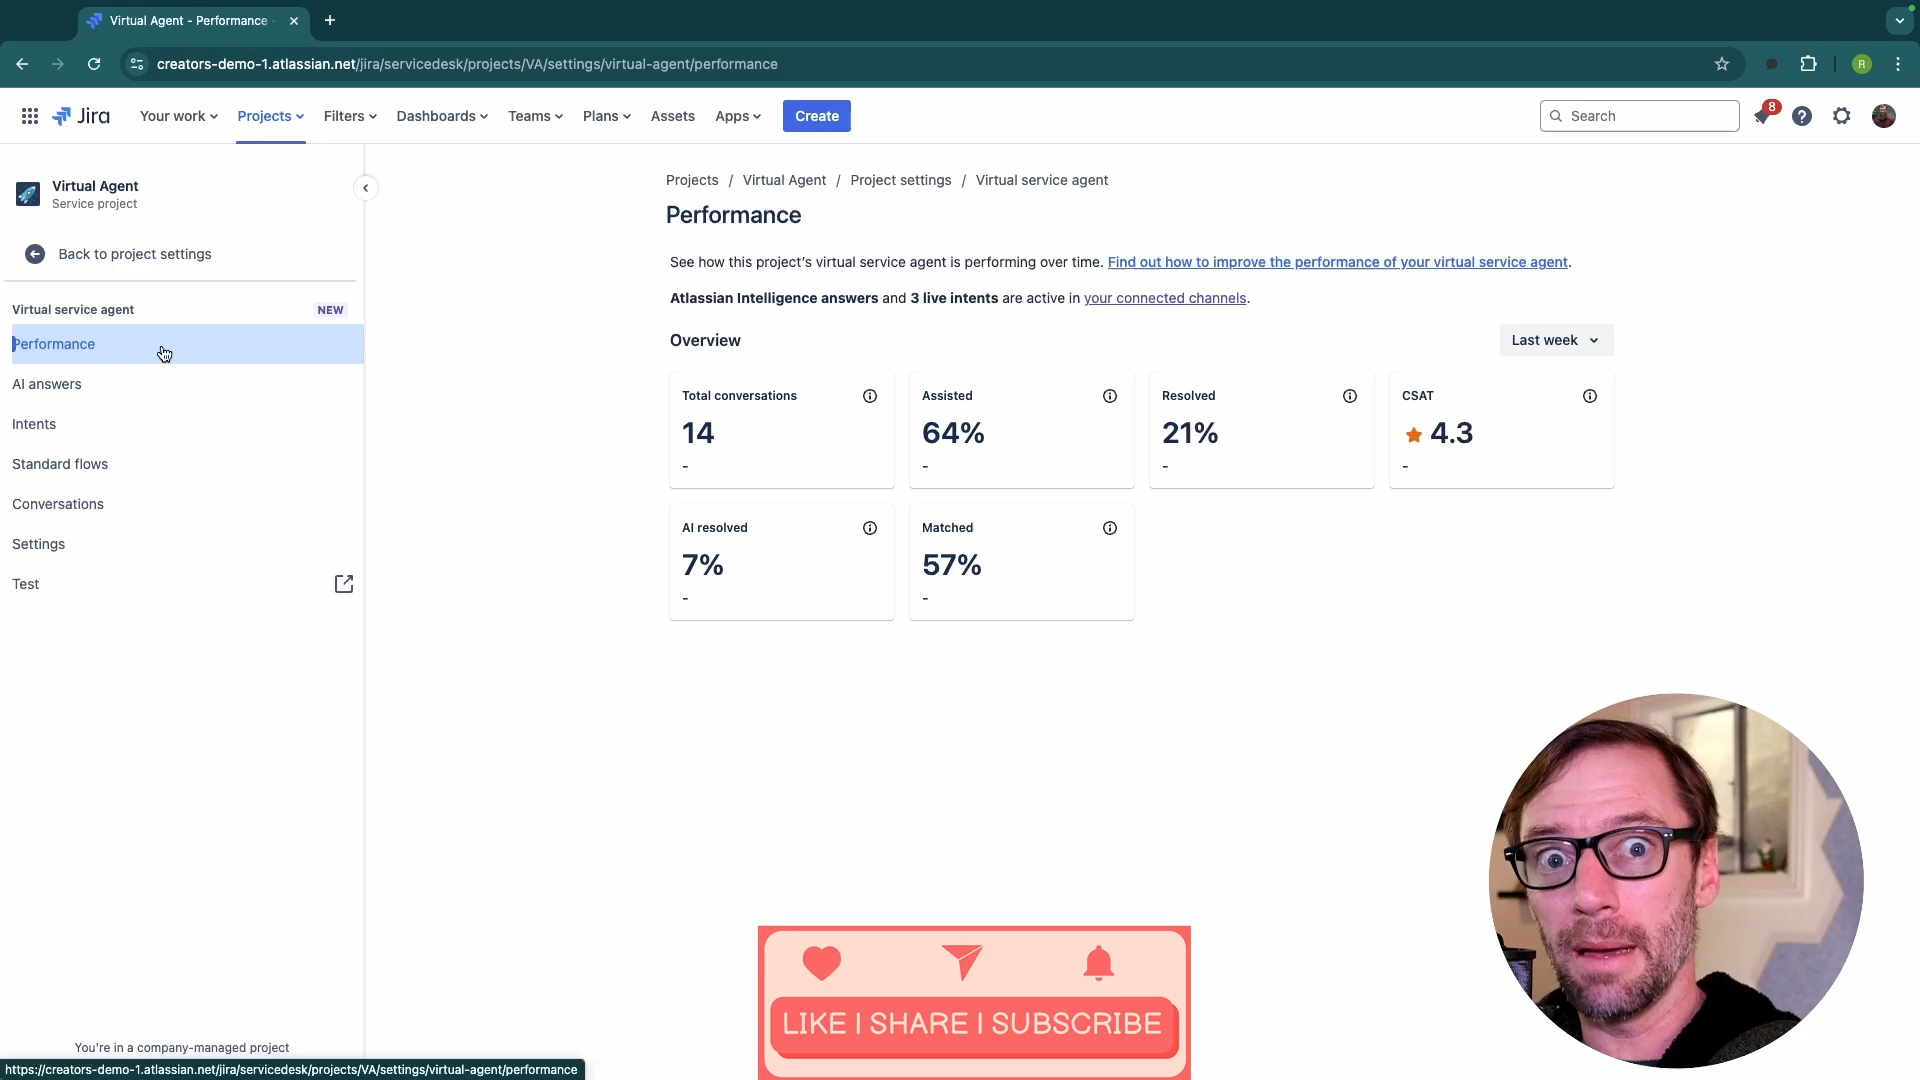 Virtual Agent - Performance -
creators-demo-1.atlassian.net/jira/servicedesk/projects/VA/settings/virtual-agent/performance
R
Jira
Your work
Projects
Filters
Dashboards
Teams
Plans
Assets
Apps
Create
Search
8
Virtual Agent
Service project
Back to project settings
Virtual service agent NEW
Performance
AI answers
Intents
Standard flows
Conversations
Settings
Test
You're in a company-managed project
https://creators-demo-1.atlassian.net/jira/servicedesk/projects/VA/settings/virtual-agent/performance
Projects / Virtual Agent / Project settings / Virtual service agent
Performance
See how this project's virtual service agent is performing over time. Find out how to improve the performance of your virtual service agent.
Atlassian Intelligence answers and 3 live intents are active in your connected channels.
Overview
Last week
Total conversations
14
-
Assisted
64%
-
Resolved
21%
-
CSAT
4.3
-
AI resolved
7%
-
Matched
57%
-
LIKE | SHARE | SUBSCRIBE